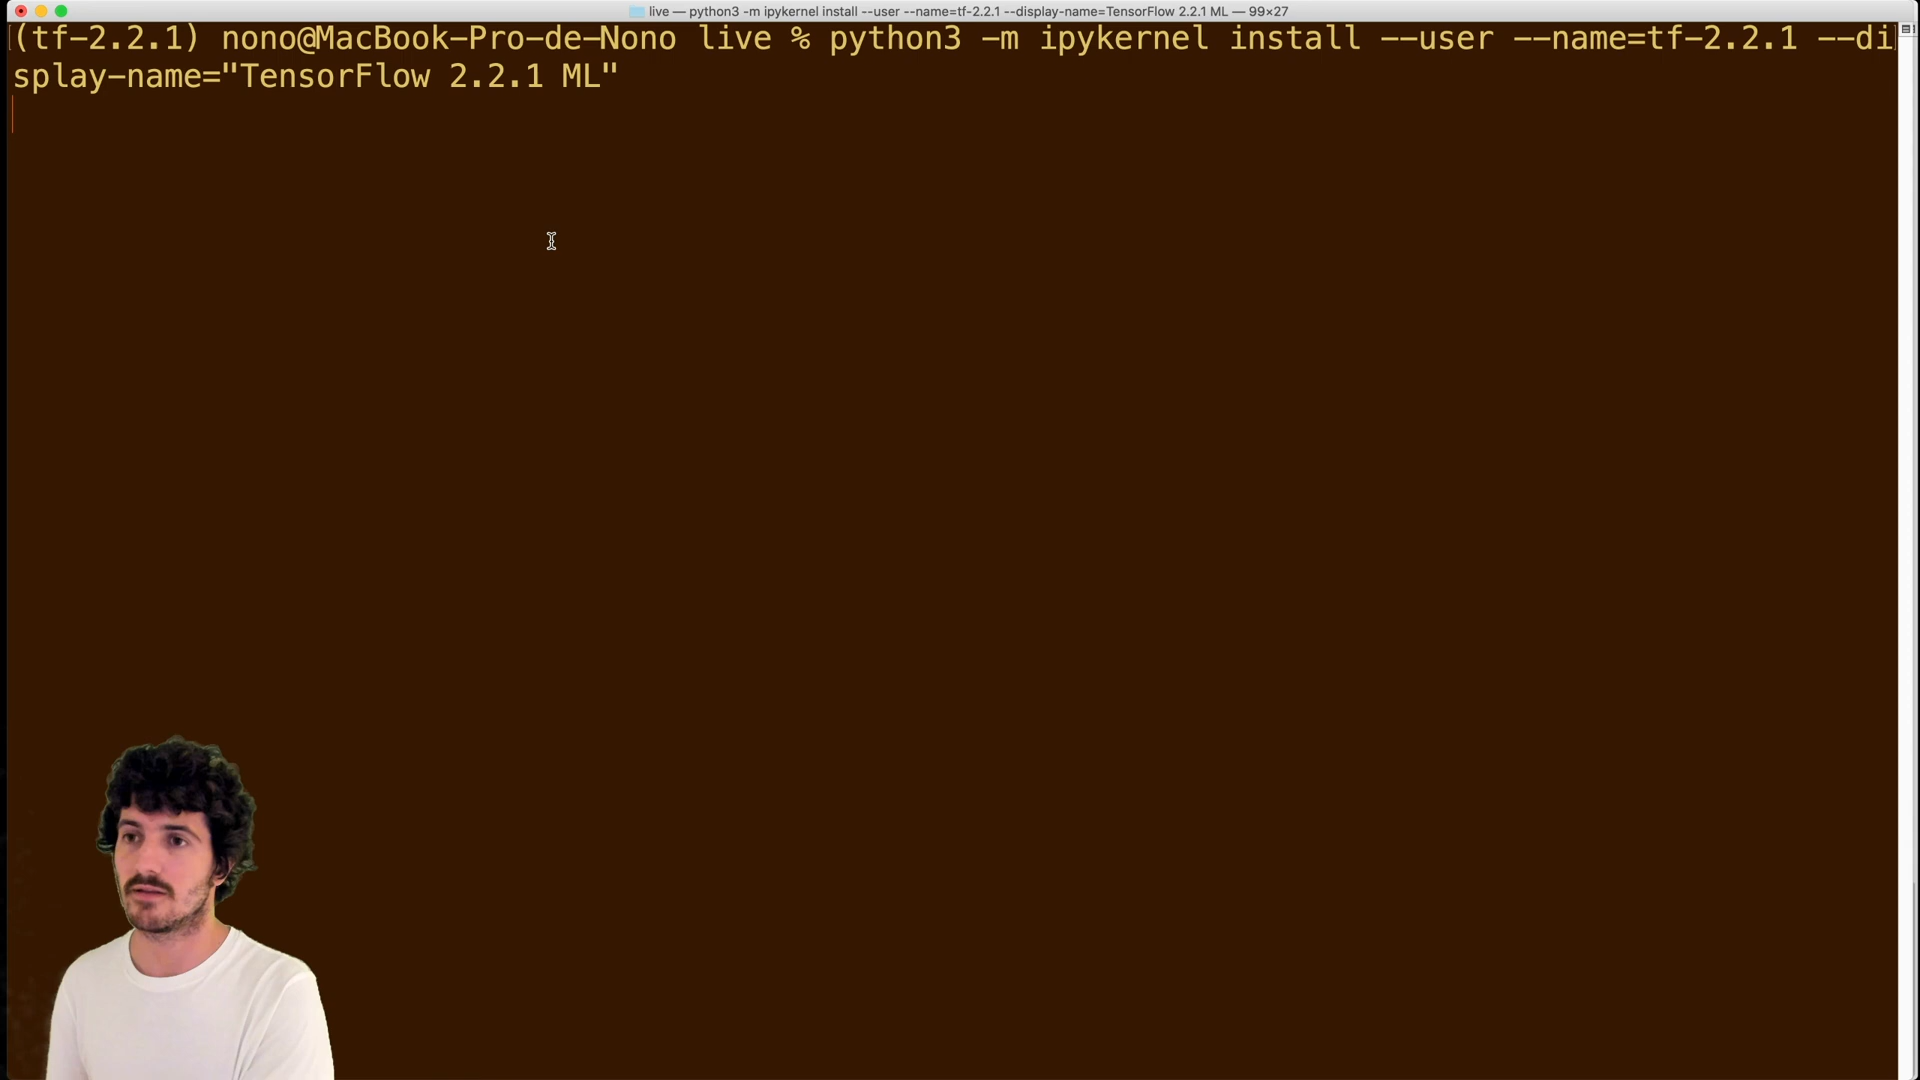 live — python3 -m ipykernel install --user --name=tf-2.2.1 --display-name=TensorFlow 2.2.1 ML — 99×27
(tf-2.2.1) nono@MacBook-Pro-de-Nono live % python3 -m ipykernel install --user --name=tf-2.2.1 --di
splay-name="TensorFlow 2.2.1 ML"